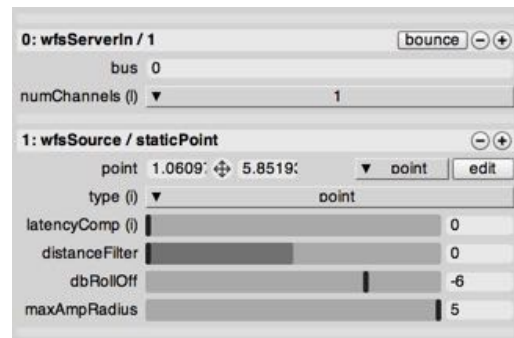 0: wfsServerIn / 1 bounce
bus 0
numChannels (i) 1
1: wfsSource / staticPoint
point 1.0609 5.8519 point edit
type (i) point
latencyComp (i) 0
distanceFilter 0
dbRollOff -6
maxAmpRadius 5